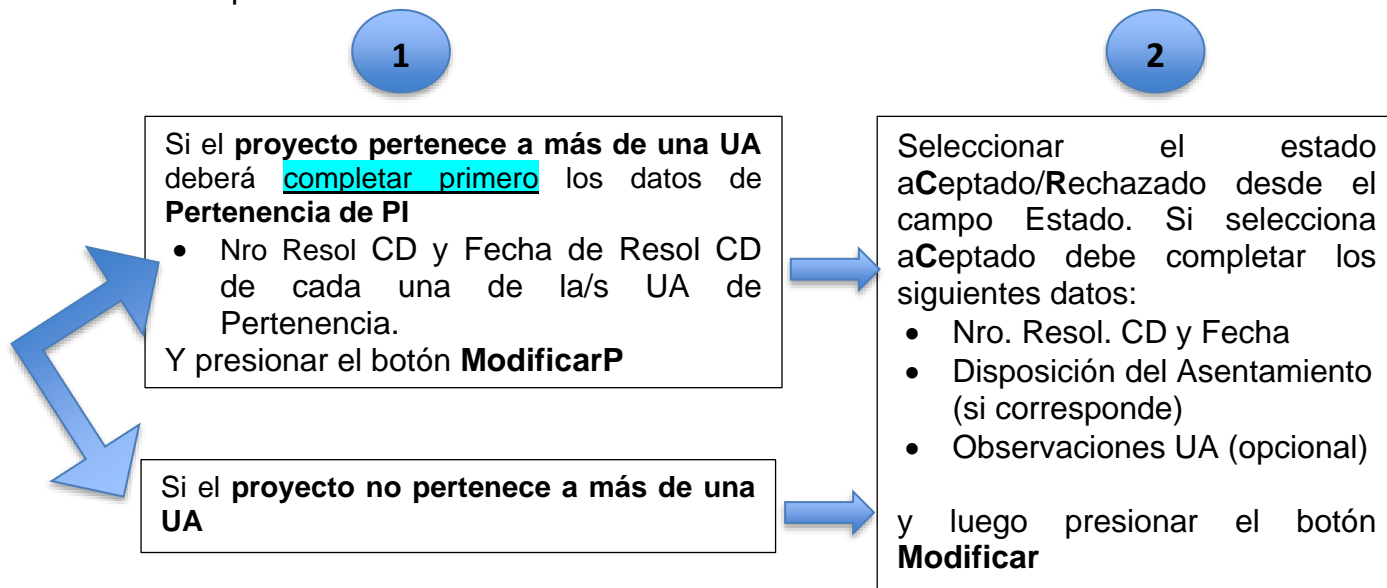 1
2
Si el proyecto pertenece a más de una UA
deberá completar primero los datos de
Pertenencia de PI
• Nro Resol CD y Fecha de Resol CD
de cada una de la/s UA de
Pertenencia.
Y presionar el botón ModificarP
Si el proyecto no pertenece a más de una
UA
Seleccionar el estado
aCeptado/Rechazado desde el
campo Estado. Si selecciona
aCeptado debe completar los
siguientes datos:
• Nro. Resol. CD y Fecha
• Disposición del Asentamiento
(si corresponde)
• Observaciones UA (opcional)
y luego presionar el botón
Modificar